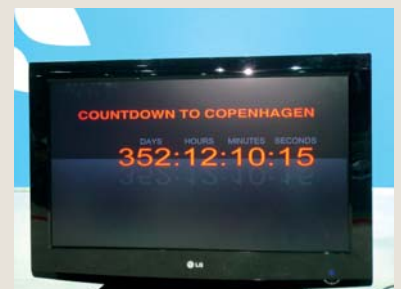 COUNTDOWN TO COPENHAGEN
DAYS HOURS MINUTES SECONDS
352:12:10:15
LG